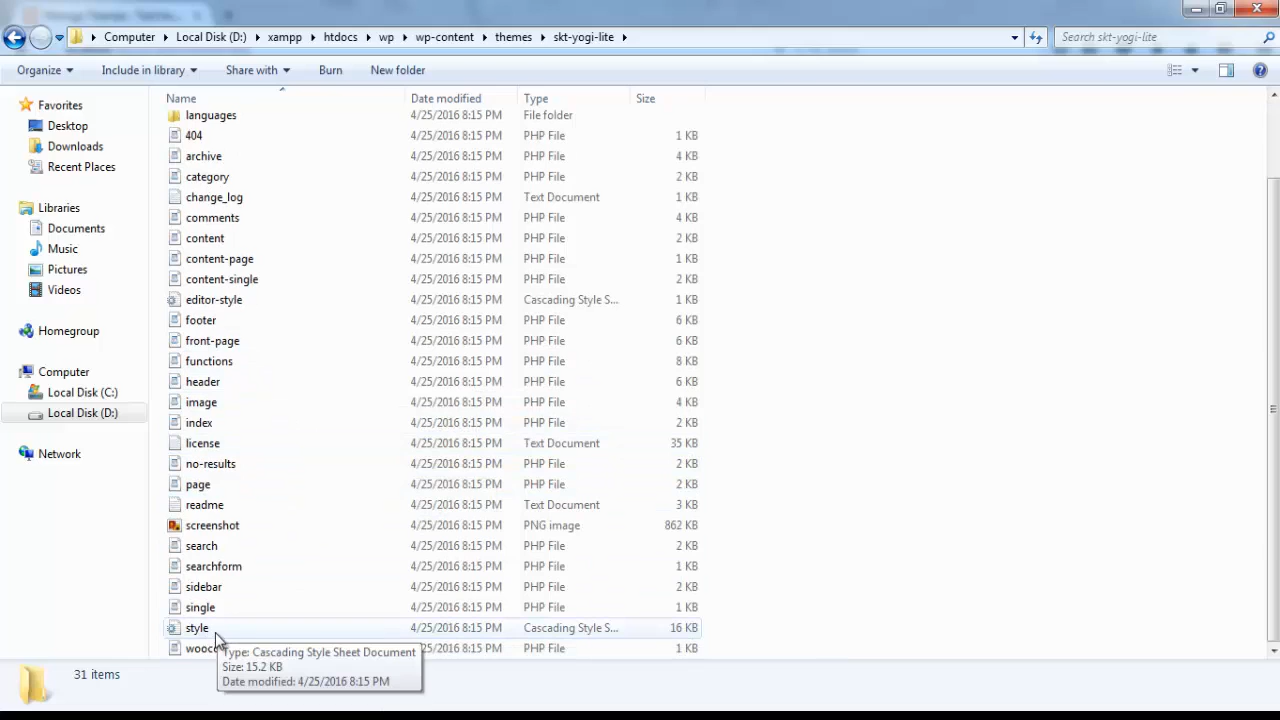 Computer Local Disk (D:) xampp htdocs wp wp-content themes skt-yogi-lite Search skt-yogi-lite
Organize Include in library Share with Burn New folder
Name Date modified Type Size
Favorites
Desktop
Downloads
Recent Places
Libraries
Documents
Music
Pictures
Videos
Homegroup
Computer
Local Disk (C:)
Local Disk (D:)
Network
languages 4/25/2016 8:15 PM File folder
404 4/25/2016 8:15 PM PHP File 1 KB
archive 4/25/2016 8:15 PM PHP File 4 KB
category 4/25/2016 8:15 PM PHP File 2 KB
change_log 4/25/2016 8:15 PM Text Document 1 KB
comments 4/25/2016 8:15 PM PHP File 4 KB
content 4/25/2016 8:15 PM PHP File 2 KB
content-page 4/25/2016 8:15 PM PHP File 1 KB
content-single 4/25/2016 8:15 PM PHP File 2 KB
editor-style 4/25/2016 8:15 PM Cascading Style S... 1 KB
footer 4/25/2016 8:15 PM PHP File 6 KB
front-page 4/25/2016 8:15 PM PHP File 6 KB
functions 4/25/2016 8:15 PM PHP File 8 KB
header 4/25/2016 8:15 PM PHP File 6 KB
image 4/25/2016 8:15 PM PHP File 4 KB
index 4/25/2016 8:15 PM PHP File 2 KB
license 4/25/2016 8:15 PM Text Document 35 KB
no-results 4/25/2016 8:15 PM PHP File 2 KB
page 4/25/2016 8:15 PM PHP File 2 KB
readme 4/25/2016 8:15 PM Text Document 3 KB
screenshot 4/25/2016 8:15 PM PNG image 862 KB
search 4/25/2016 8:15 PM PHP File 2 KB
searchform 4/25/2016 8:15 PM PHP File 1 KB
sidebar 4/25/2016 8:15 PM PHP File 2 KB
single 4/25/2016 8:15 PM PHP File 1 KB
style 4/25/2016 8:15 PM Cascading Style S... 16 KB
8:15 PM PHP File 1 KB
Type: Cascading Style Sheet Document
Size: 15.2 KB
Date modified: 4/25/2016 8:15 PM
31 items